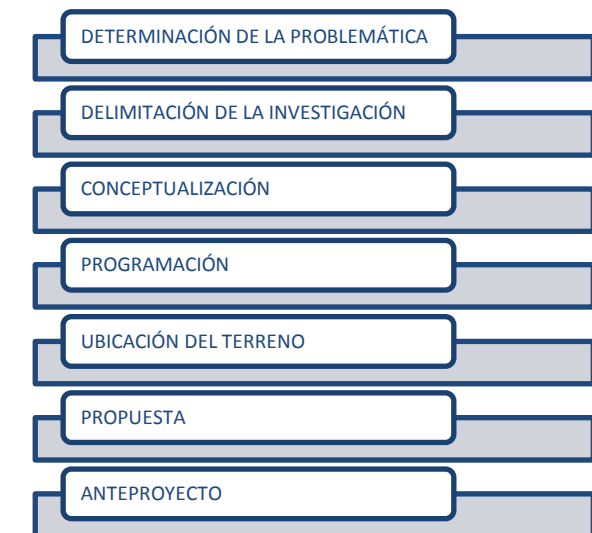 DETERMINACIÓN DE LA PROBLEMÁTICA
DELIMITACIÓN DE LA INVESTIGACIÓN
CONCEPTUALIZACIÓN
PROGRAMACIÓN
UBICACIÓN DEL TERRENO
PROPUESTA
ANTEPROYECTO